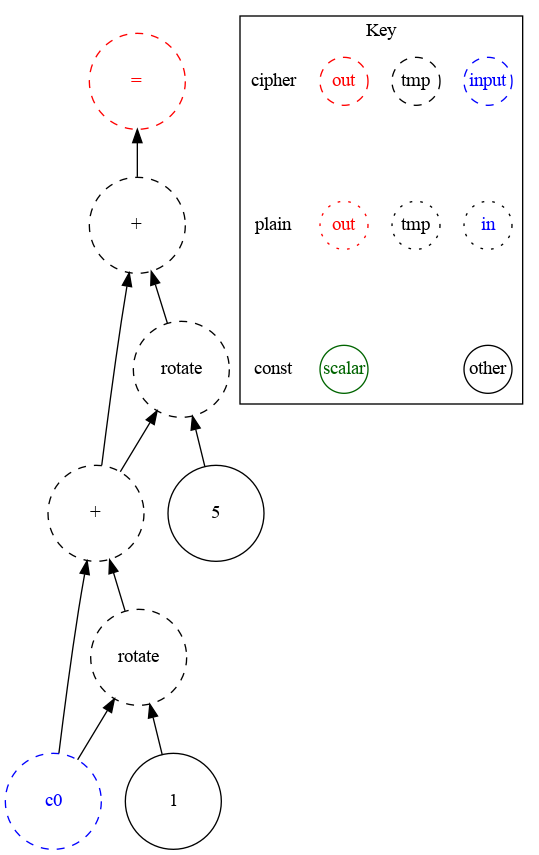 =
+
rotate
+
5
rotate
c0
1
Key
cipher out tmp input
plain out tmp in
const scalar other